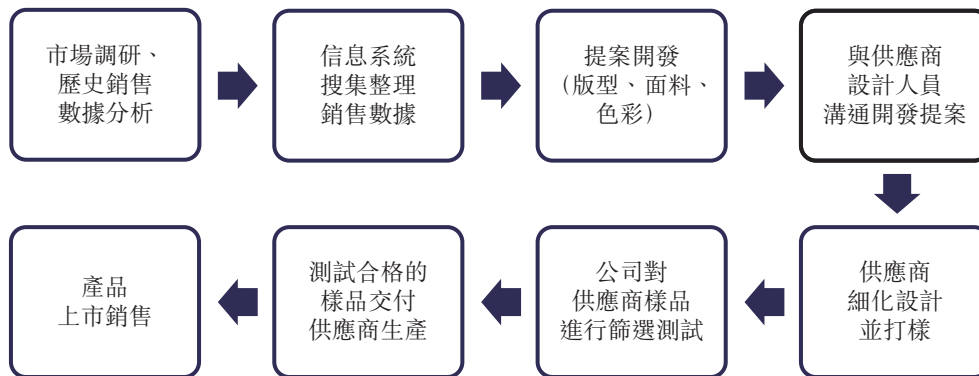 市場調研、
歷史銷售
數據分析
信息系統
搜集整理
銷售數據
提案開發
(版型、面料、
色彩)
與供應商
設計人員
溝通開發提案
供應商
細化設計
並打樣
公司對
供應商樣品
進行篩選測試
測試合格的
樣品交付
供應商生產
產品
上市銷售